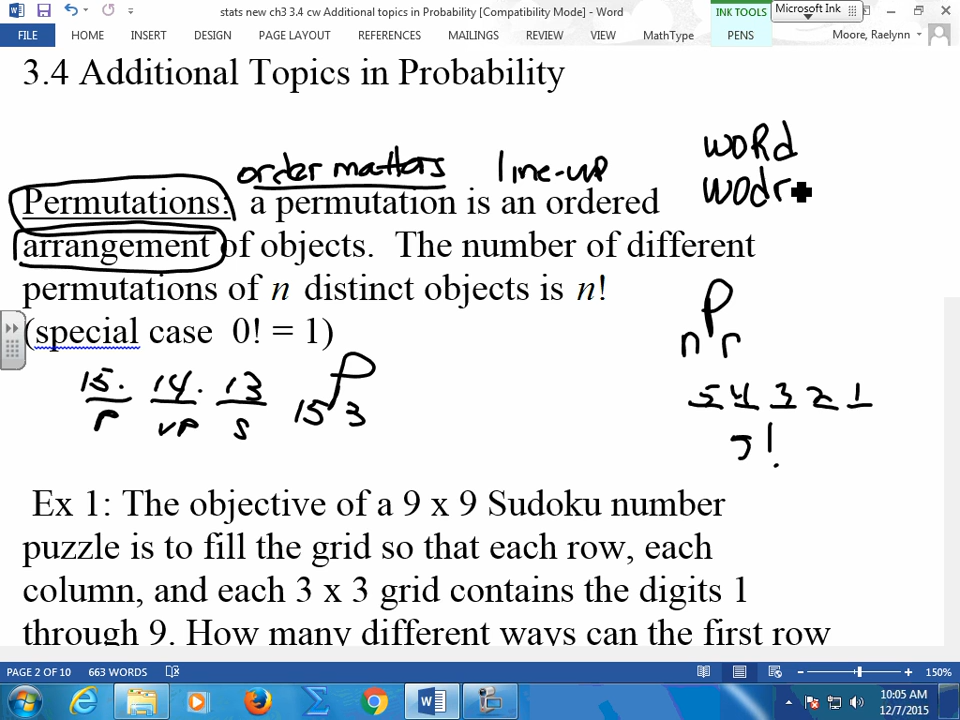 stats new ch3 3.4 cw Additional topics in Probability [Compatibility Mode] - Word
INK TOOLS
Microsoft Ink
FILE HOME INSERT DESIGN PAGE LAYOUT REFERENCES MAILINGS REVIEW VIEW MathType PENS
Moore, Raelynn
3.4 Additional Topics in Probability
order matters line-up
woRd
wodr
Permutations: a permutation is an ordered
arrangement of objects. The number of different
permutations of n distinct objects is n!
(special case 0! = 1)
nPr
15 · 14 · 13 15P3
P VP S
5 4 3 2 1
5!
Ex 1: The objective of a 9 x 9 Sudoku number
puzzle is to fill the grid so that each row, each
column, and each 3 x 3 grid contains the digits 1
through 9. How many different ways can the first row
PAGE 2 OF 10 663 WORDS 150%
10:05 AM
12/7/2015